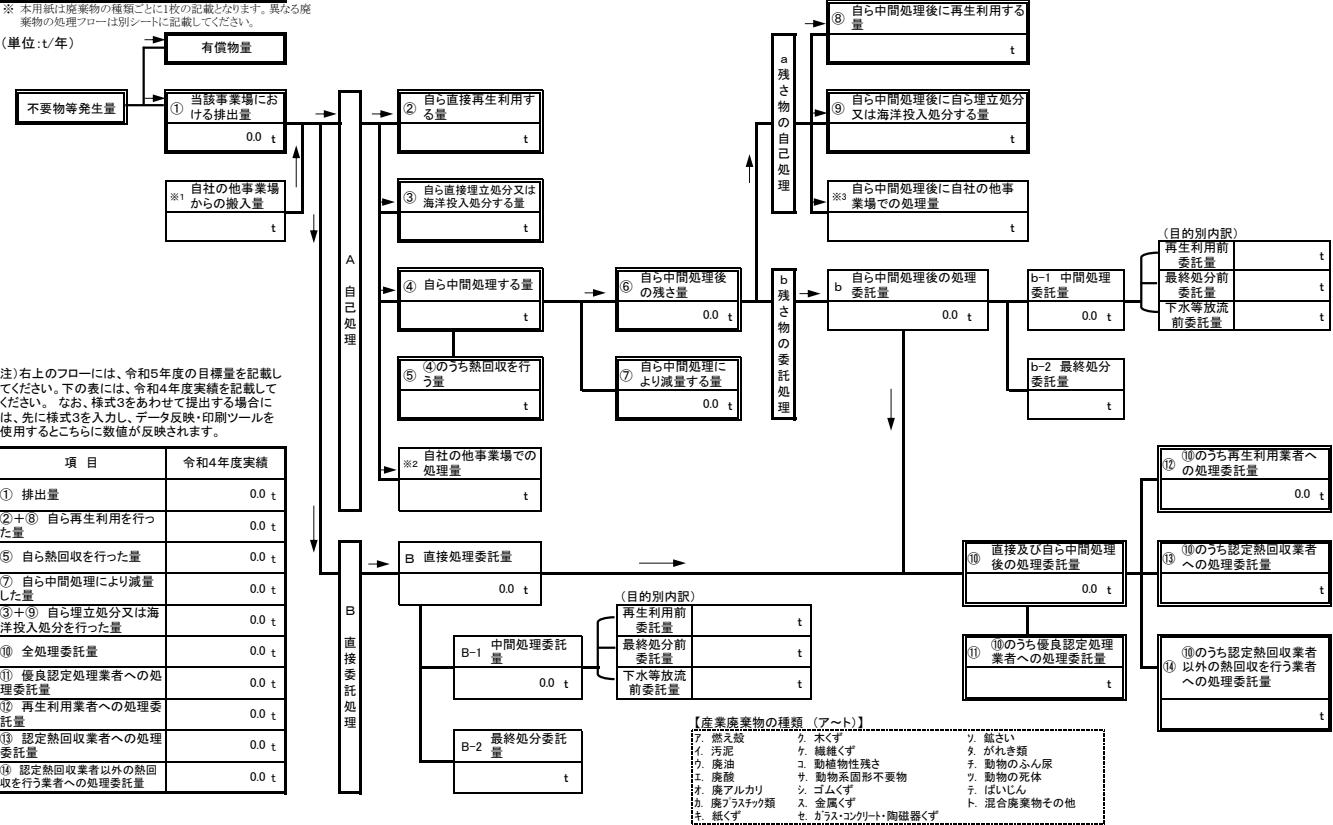 ※ 本用紙は廃棄物の種類ごとに1枚の記載となります。異なる廃
棄物の処理フローは別シートに記載してください。
(単位:t/年)
有償物量
不要物等発生量
① 当該事業場にお
ける排出量
0.0 t
※1 自社の他事業場
からの搬入量
t
A 自己処理
② 自ら直接再生利用す
る量
t
③ 自ら直接埋立処分又は
海洋投入処分する量
t
④ 自ら中間処理する量
t
⑤ ④のうち熱回収を行
う量
t
※2 自社の他事業場での
処理量
t
⑥ 自ら中間処理後
の残さ量
0.0 t
⑦ 自ら中間処理に
より減量する量
0.0 t
a 残さ物の自己処理
⑧ 自ら中間処理後に再生利用する
量
t
⑨ 自ら中間処理後に自ら埋立処分
又は海洋投入処分する量
t
※3 自ら中間処理後に自社の他事
業場での処理量
t
b 残さ物の委託処理
b 自ら中間処理後の処理
委託量
0.0 t
b-1 中間処理
委託量
0.0 t
b-2 最終処分
委託量
t
(目的別内訳)
再生利用前
委託量 t
最終処分前
委託量 t
下水等放流
前委託量 t
注)右上のフローには、令和5年度の目標量を記載し
てください。下の表には、令和4年度実績を記載して
ください。 なお、様式3をあわせて提出する場合に
は、先に様式3を入力し、データ反映・印刷ツールを
使用するとこちらに数値が反映されます。
項 目 令和4年度実績
① 排出量 0.0 t
②+⑧ 自ら再生利用を行っ
た量 0.0 t
⑤ 自ら熱回収を行った量 0.0 t
⑦ 自ら中間処理により減量
した量 0.0 t
③+⑨ 自ら埋立処分又は海
洋投入処分を行った量 0.0 t
⑩ 全処理委託量 0.0 t
⑪ 優良認定処理業者への処
理委託量 0.0 t
⑫ 再生利用業者への処理委
託量 0.0 t
⑬ 認定熱回収業者への処理
委託量 0.0 t
⑭ 認定熱回収業者以外の熱回
収を行う業者への処理委託量 0.0 t
B 直接委託処理
B 直接処理委託量
0.0 t
B-1 中間処理委託
量
0.0 t
B-2 最終処分委託
量
t
(目的別内訳)
再生利用前
委託量 t
最終処分前
委託量 t
下水等放流
前委託量 t
⑩ 直接及び自ら中間処理
後の処理委託量
0.0 t
⑪ ⑩のうち優良認定処理
業者への処理委託量
t
⑫ ⑩のうち再生利用業者へ
の処理委託量
0.0 t
⑬ ⑩のうち認定熱回収業者
への処理委託量
t
⑭ ⑩のうち認定熱回収業者
以外の熱回収を行う業者
への処理委託量
t
【産業廃棄物の種類 (ア~ト)】
ア. 燃え殻 ク. 木くず ソ. 鉱さい
イ. 汚泥 ケ. 繊維くず タ. がれき類
ウ. 廃油 コ. 動植物性残さ チ. 動物のふん尿
エ. 廃酸 サ. 動物系固形不要物 ツ. 動物の死体
オ. 廃アルカリ シ. ゴムくず テ. ばいじん
カ. 廃プラスチック類 ス. 金属くず ト. 混合廃棄物その他
キ. 紙くず セ. ガラス・コンクリート・陶磁器くず